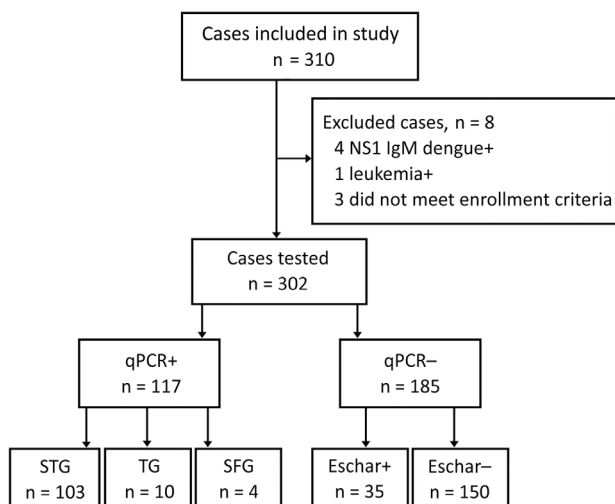 Cases included in study
n = 310
Excluded cases, n = 8
4 NS1 IgM dengue+
1 leukemia+
3 did not meet enrollment criteria
Cases tested
n = 302
qPCR+
n = 117
qPCR–
n = 185
STG
n = 103
TG
n = 10
SFG
n = 4
Eschar+
n = 35
Eschar–
n = 150